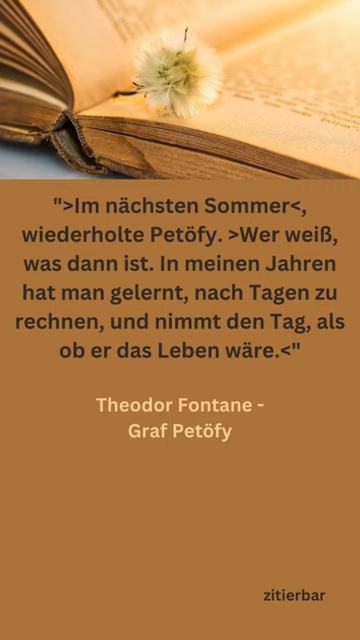 ">Im nächsten Sommer<,
wiederholte Petöfy. >Wer weiß,
was dann ist. In meinen Jahren
hat man gelernt, nach Tagen zu
rechnen, und nimmt den Tag, als
ob er das Leben wäre.<"
Theodor Fontane -
Graf Petöfy
zitierbar